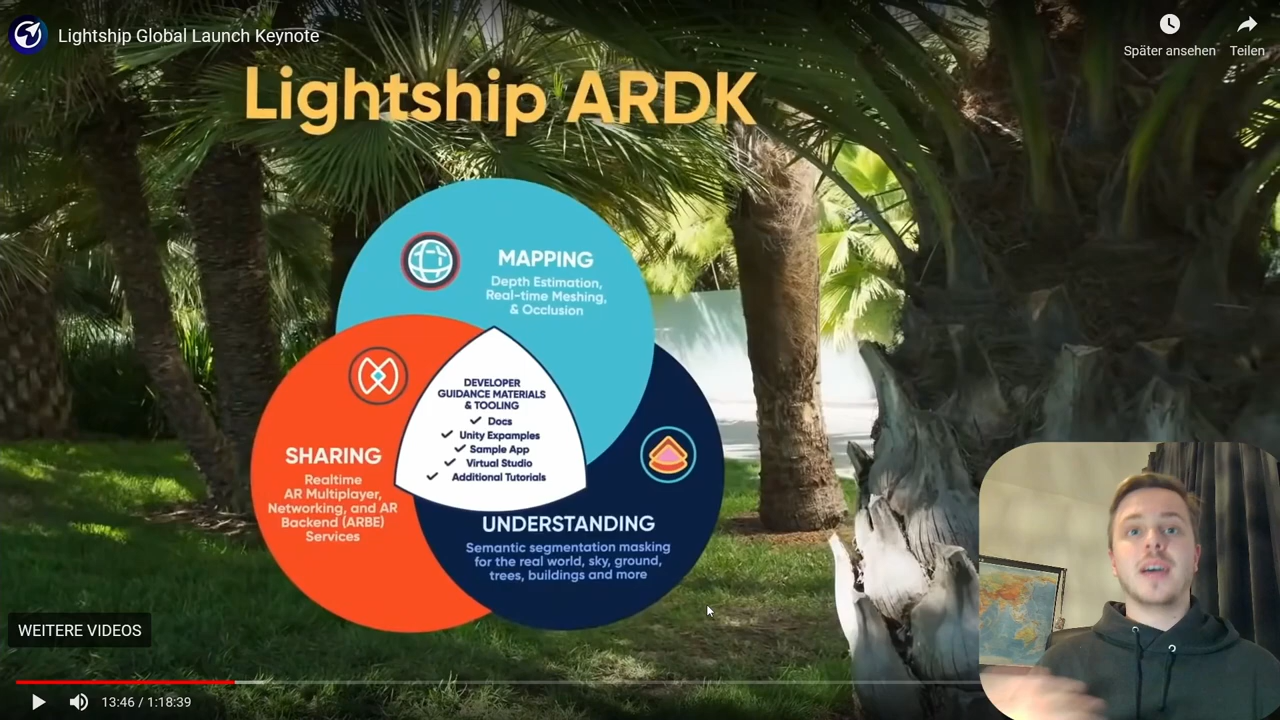 Lightship Global Launch Keynote
Später ansehen
Teilen
Lightship ARDK
MAPPING
Depth Estimation,
Real-time Meshing,
& Occlusion
DEVELOPER
GUIDANCE MATERIALS
& TOOLING
Docs
Unity Expamples
Sample App
Virtual Studio
Additional Tutorials
SHARING
Realtime
AR Multiplayer,
Networking, and AR
Backend (ARBE)
Services
UNDERSTANDING
Semantic segmentation masking
for the real world, sky, ground,
trees, buildings and more
WEITERE VIDEOS
13:46 / 1:18:39